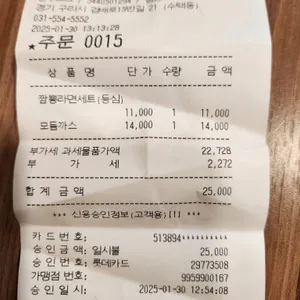 경기 구리시
031-554-5552
2025-01-30 13:13:28
★주문 0015
상 품 명 단 가 수량 금 액
짬뽕라면세트(등심)
11,000 1 11,000
모듬까스
14,000 1 14,000
부가세 과세물품가액 22,728
부 가 세 2,272
합 계 금 액 25,000
*** 신용승인정보(고객용) [1] ***
카 드 번 호: 513894**********
승 인 금 액: 일시불 25,000
승 인 번 호: 롯데카드 29773508
가맹점 번호: 9959900167
승 인 일 시: 2025-01-30 12:54:08